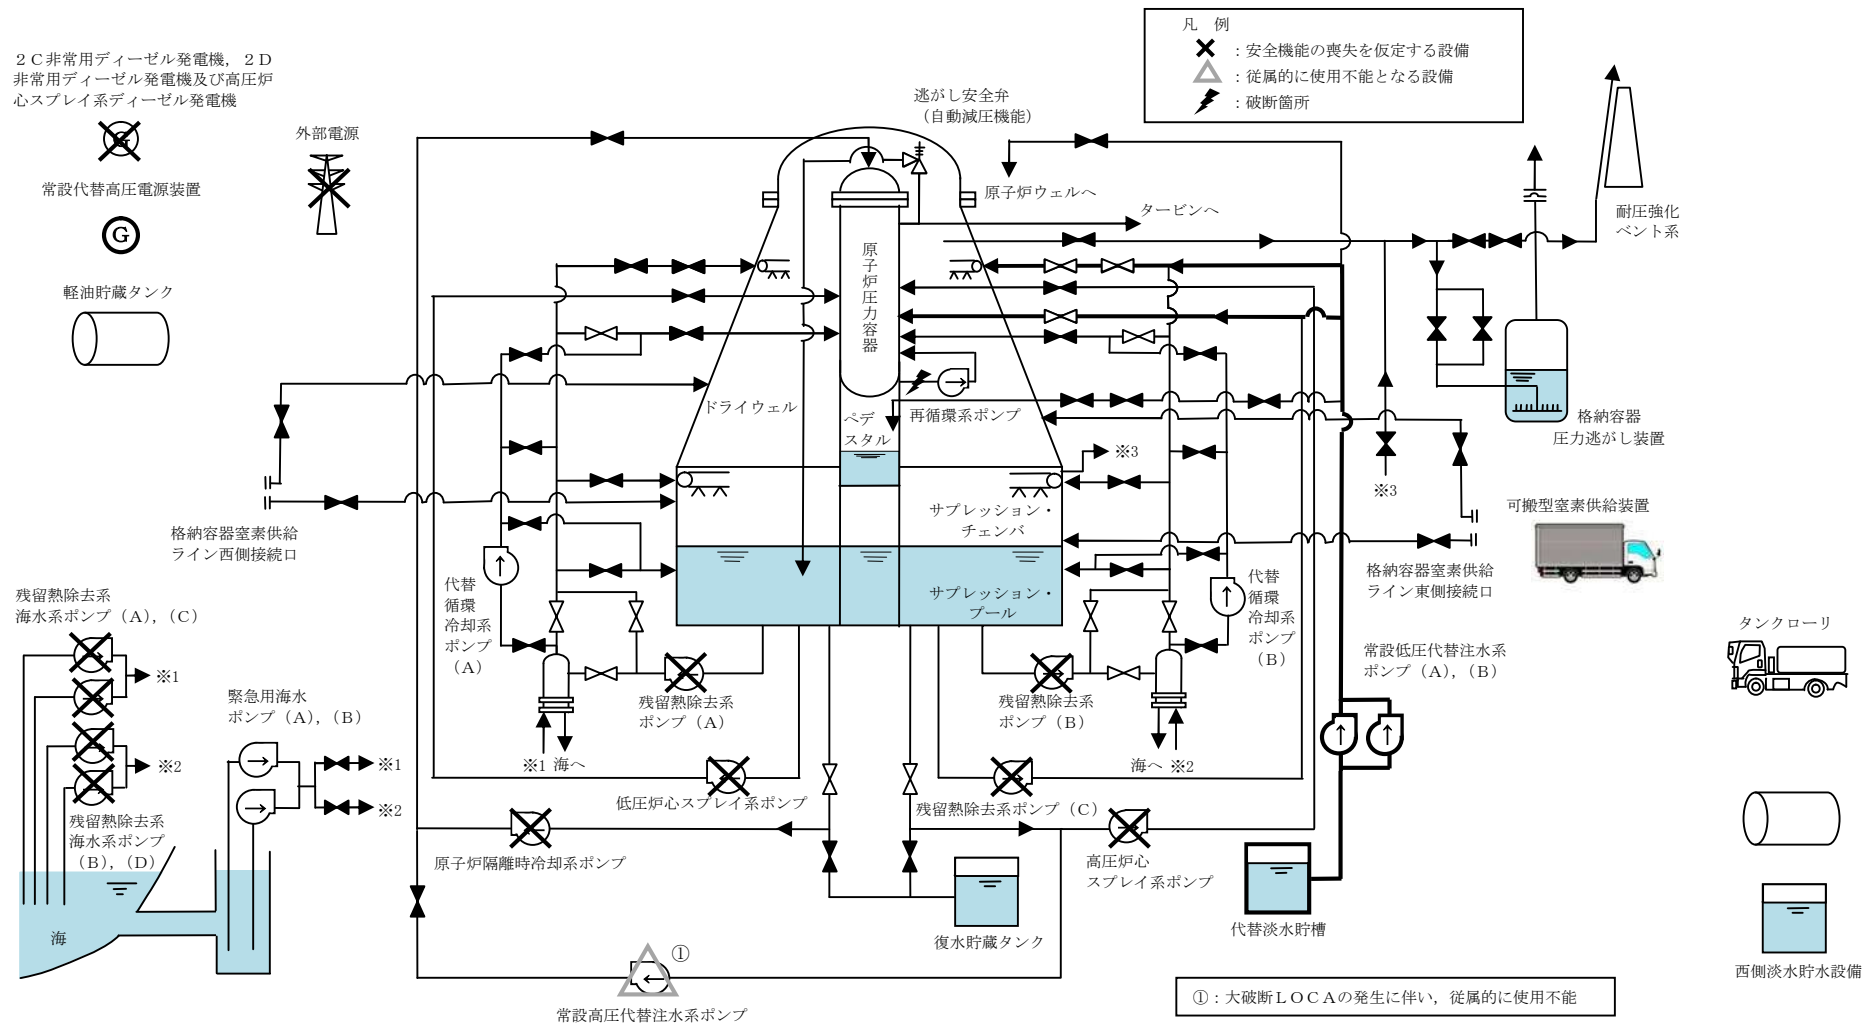 凡 例
：安全機能の喪失を仮定する設備
：従属的に使用不能となる設備
：破断箇所
２Ｃ非常用ディーゼル発電機，２Ｄ
非常用ディーゼル発電機及び高圧炉
心スプレイ系ディーゼル発電機
外部電源
常設代替高圧電源装置
G
軽油貯蔵タンク
逃がし安全弁
（自動減圧機能）
原子炉ウェルへ
タービンへ
耐圧強化
ベント系
原子炉圧力容器
ドライウェル
ペデ
スタル
再循環系ポンプ
※3
※3
格納容器
圧力逃がし装置
可搬型窒素供給装置
格納容器窒素供給
ライン西側接続口
サプレッション・
チェンバ
サプレッション・
プール
格納容器窒素供給
ライン東側接続口
代替
循環
冷却系
ポンプ
（A）
代替
循環
冷却系
ポンプ
（B）
残留熱除去系
海水系ポンプ（A），（C）
※1
※2
緊急用海水
ポンプ（A），（B）
※1
※2
残留熱除去系
海水系ポンプ
（B），（D）
海
残留熱除去系
ポンプ（A）
残留熱除去系
ポンプ（B）
※1 海へ
海へ ※2
常設低圧代替注水系
ポンプ（A），（B）
タンクローリ
低圧炉心スプレイ系ポンプ
残留熱除去系ポンプ（C）
原子炉隔離時冷却系ポンプ
高圧炉心
スプレイ系ポンプ
復水貯蔵タンク
代替淡水貯槽
西側淡水貯水設備
①
常設高圧代替注水系ポンプ
①：大破断ＬＯＣＡの発生に伴い，従属的に使用不能